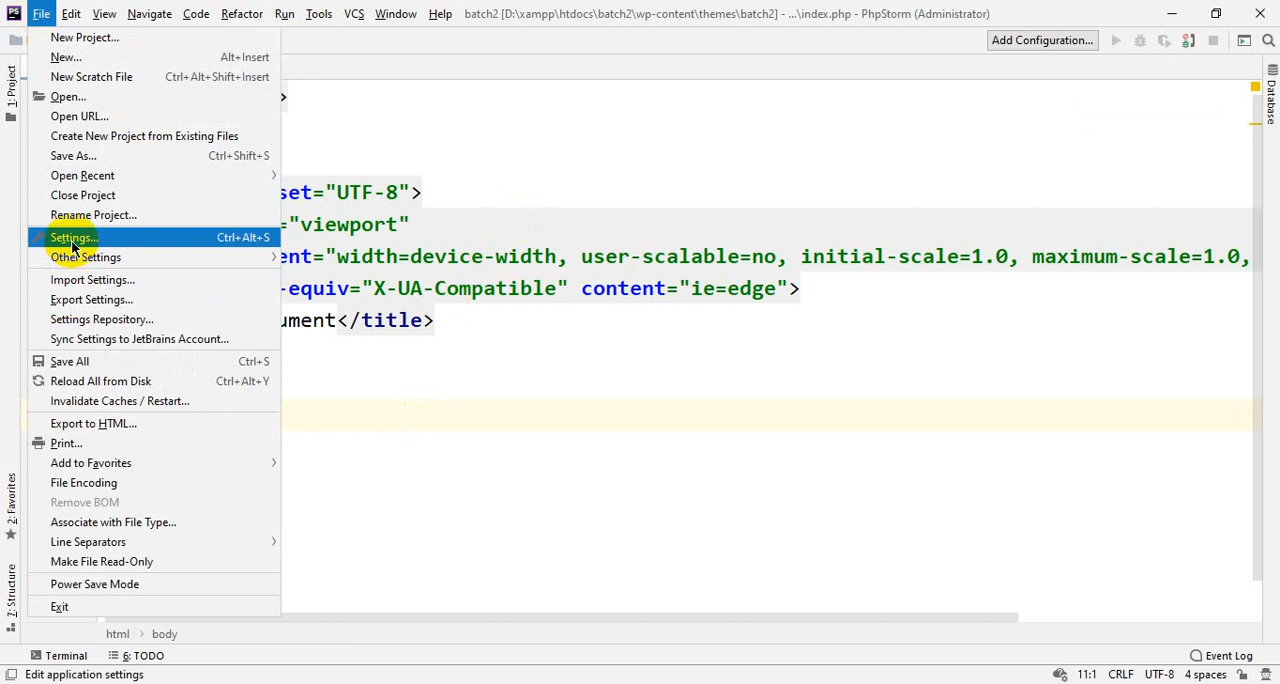 PS File Edit View Navigate Code Refactor Run Tools VCS Window Help batch2 [D:\xampp\htdocs\batch2\wp-content\themes\batch2] - ...\index.php - PhpStorm (Administrator)
Add Configuration...
New Project...
New... Alt+Insert
New Scratch File Ctrl+Alt+Shift+Insert
Open...
Open URL...
Create New Project from Existing Files
Save As... Ctrl+Shift+S
Open Recent
Close Project
Rename Project...
Settings... Ctrl+Alt+S
Other Settings
Import Settings...
Export Settings...
Settings Repository...
Sync Settings to JetBrains Account...
Save All Ctrl+S
Reload All from Disk Ctrl+Alt+Y
Invalidate Caches / Restart...
Export to HTML...
Print...
Add to Favorites
File Encoding
Remove BOM
Associate with File Type...
Line Separators
Make File Read-Only
Power Save Mode
Exit
>
set="UTF-8">
="viewport"
ent="width=device-width, user-scalable=no, initial-scale=1.0, maximum-scale=1.0,
-equiv="X-UA-Compatible" content="ie=edge">
ument</title>
1: Project
2: Favorites
Z: Structure
Database
html › body
Terminal 6: TODO Event Log
Edit application settings 11:1 CRLF UTF-8 4 spaces